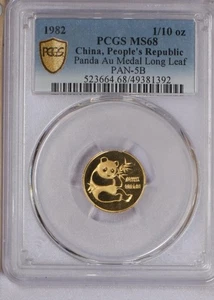 1982 1/10 oz
PCGS MS68
China, People's Republic
Panda Au Medal Long Leaf
PAN-5B
523664.68/49381392
PCGS